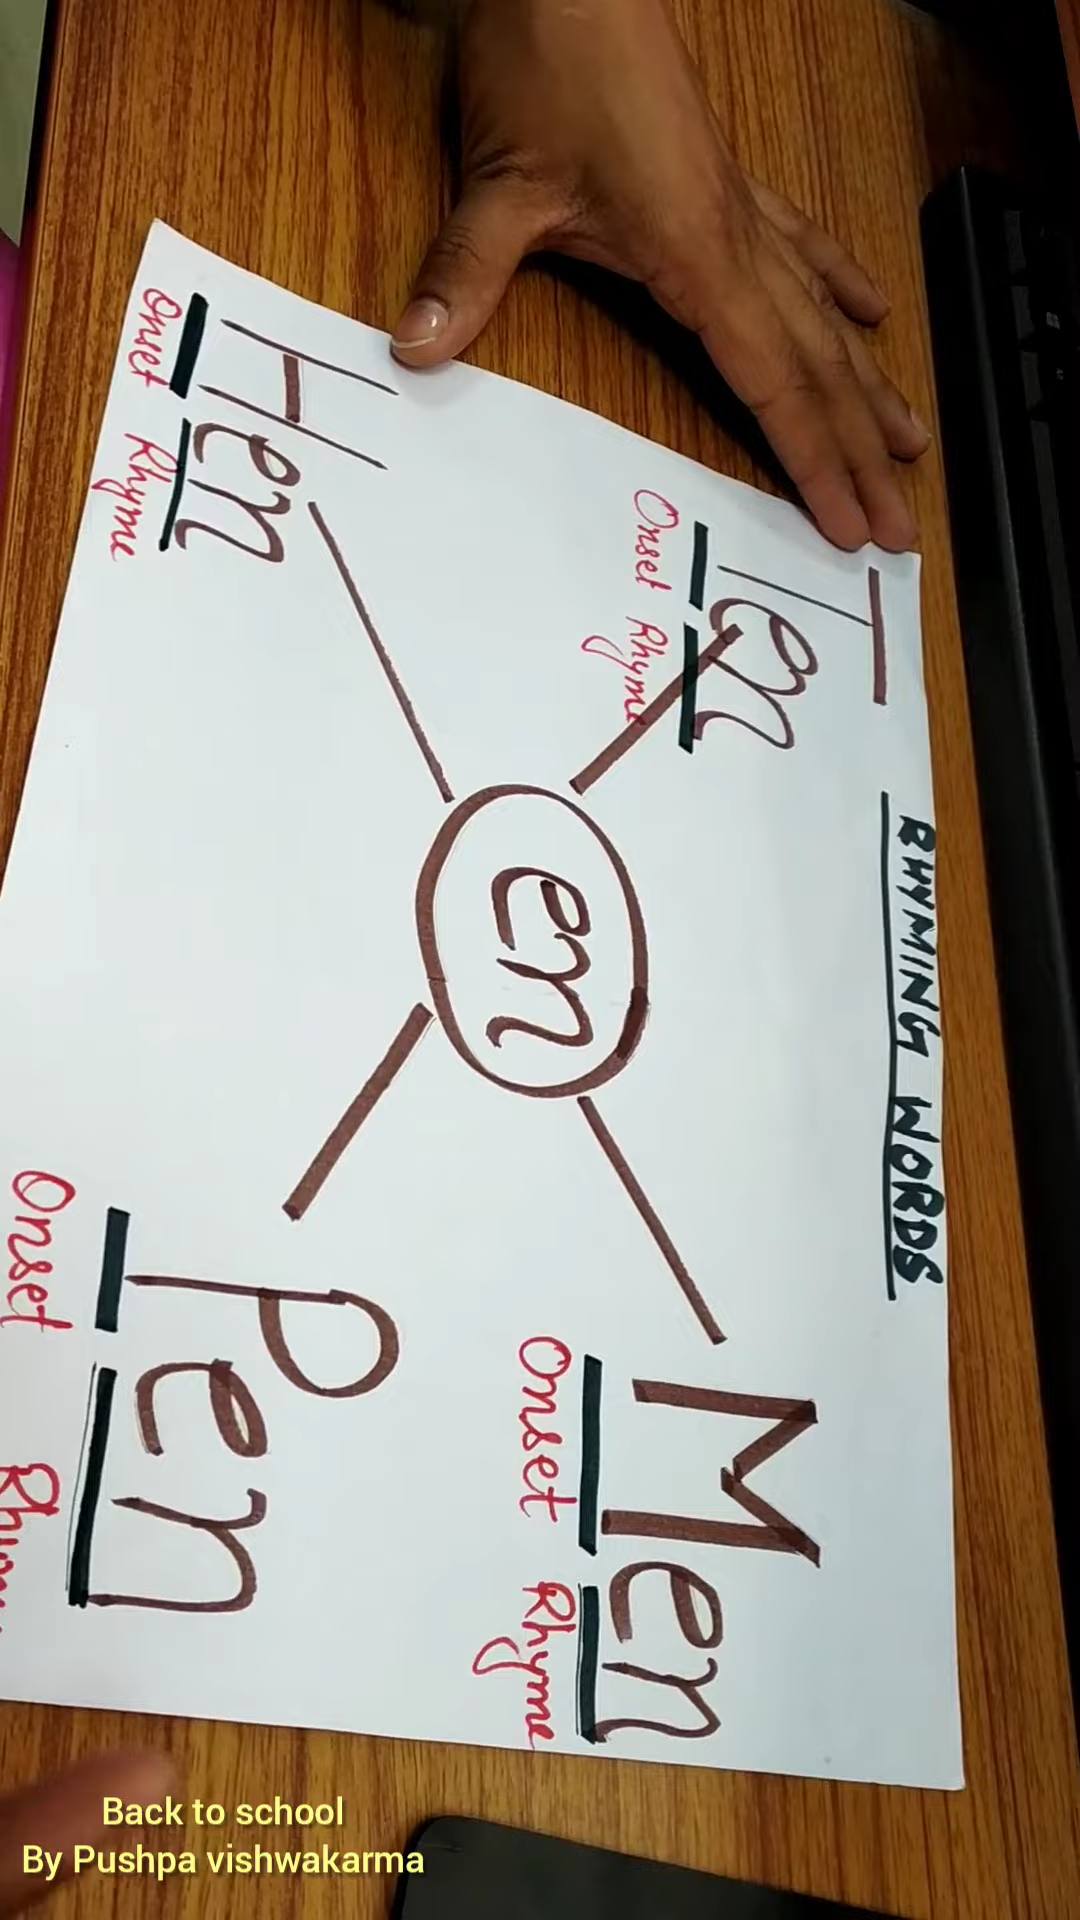 RHYMING WORDS
Ten
Onset Rhyme
Men
Onset Rhyme
en
Hen
Onset Rhyme
Pen
Onset Rhyme
Back to school
By Pushpa vishwakarma